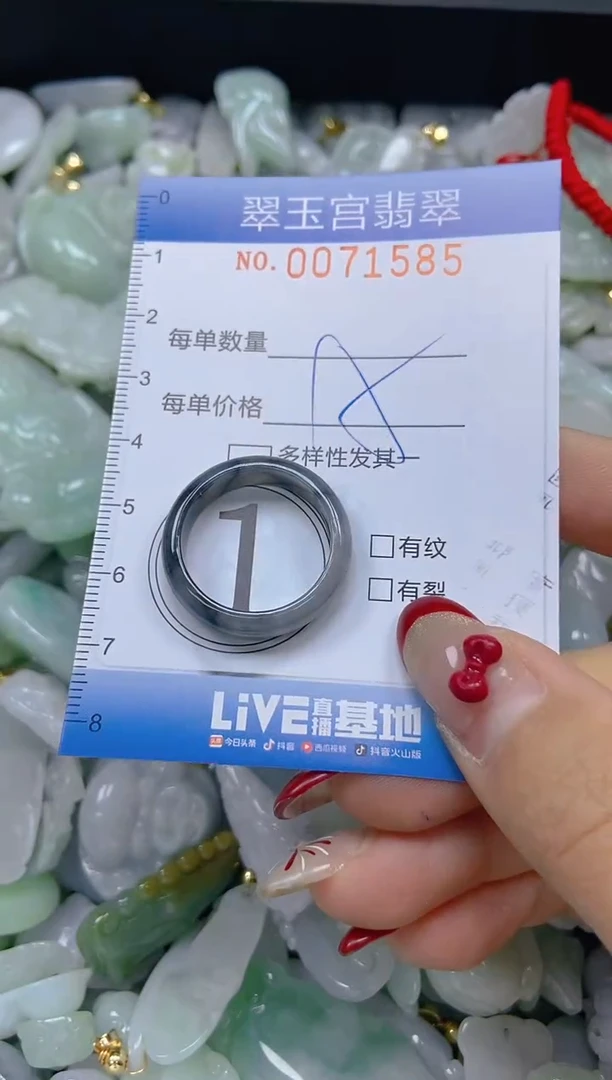 0
翠玉宫翡翠
1
NO. 0071585
2
每单数量
3
每单价格
4
多样性发其一
5
1
有纹
6
有裂
7
LiVE直播基地
8
头条 今日头条 抖音 西瓜视频 抖音火山版